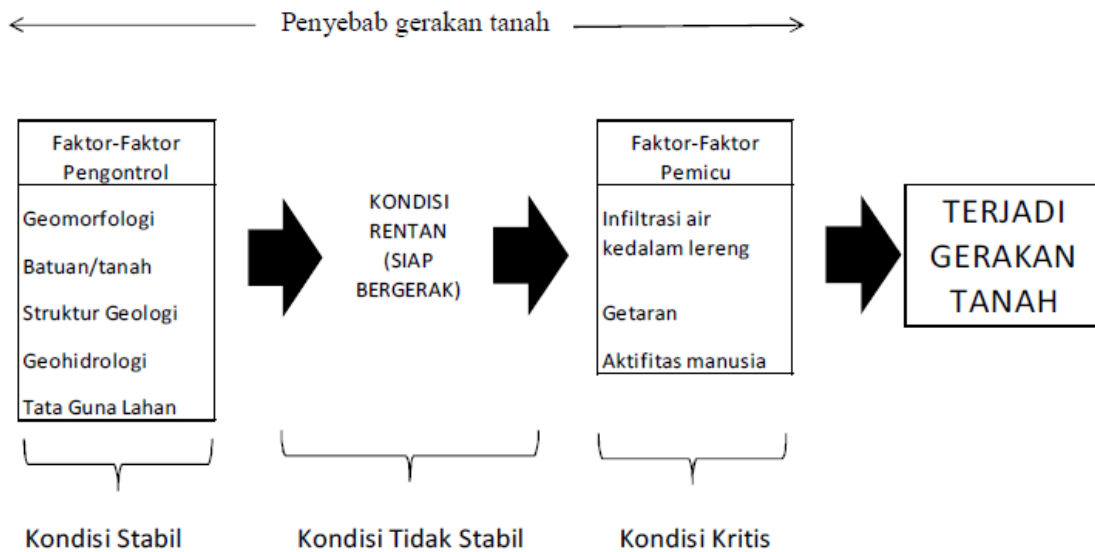 Penyebab gerakan tanah
Faktor-Faktor
Pengontrol
Geomorfologi
Batuan/tanah
Struktur Geologi
Geohidrologi
Tata Guna Lahan
KONDISI
RENTAN
(SIAP
BERGERAK)
Faktor-Faktor
Pemicu
Infiltrasi air
kedalam lereng
Getaran
Aktifitas manusia
TERJADI
GERAKAN
TANAH
Kondisi Stabil
Kondisi Tidak Stabil
Kondisi Kritis